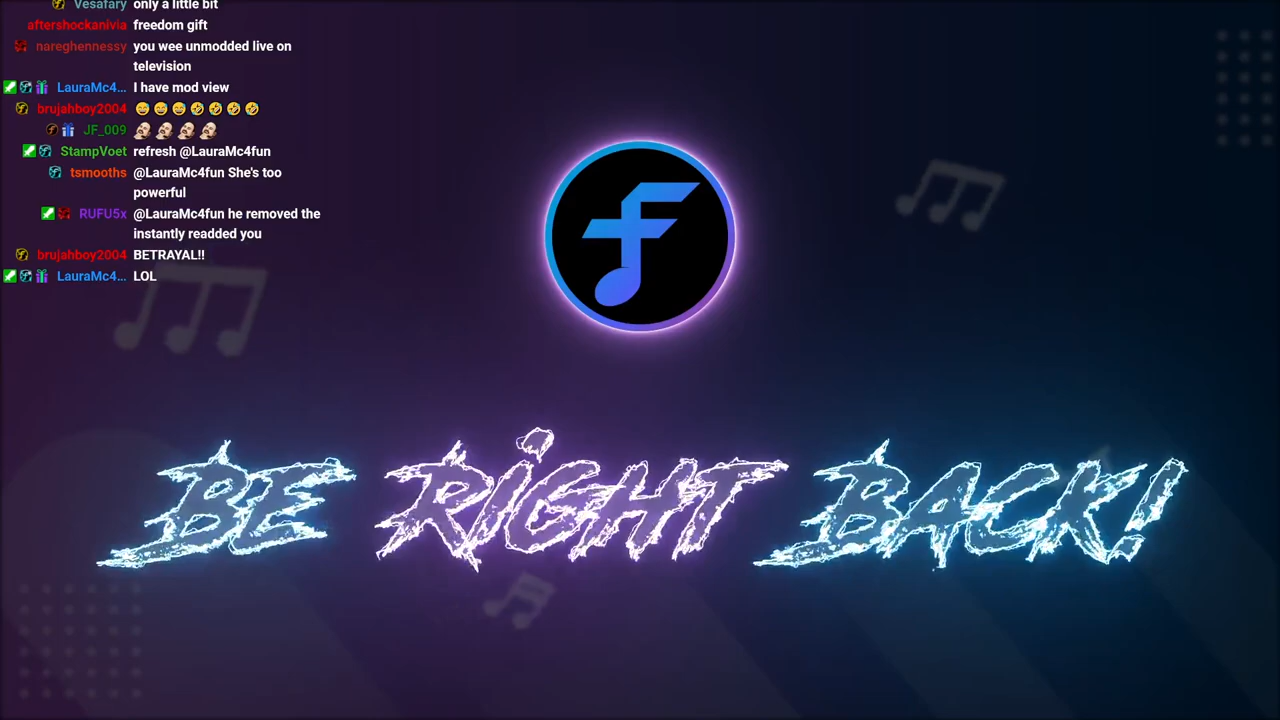 Vesafary only a little bit
aftershockanivia freedom gift
nareghennessy you wee unmodded live on
television
LauraMc4... I have mod view
brujahboy2004 😅😅😅🤣🤣🤣🤣
JF_009
StampVoet refresh @LauraMc4fun
tsmooths @LauraMc4fun She's too
powerful
RUFU5x @LauraMc4fun he removed the
instantly readded you
brujahboy2004 BETRAYAL!!
LauraMc4... LOL
BE RIGHT BACK!